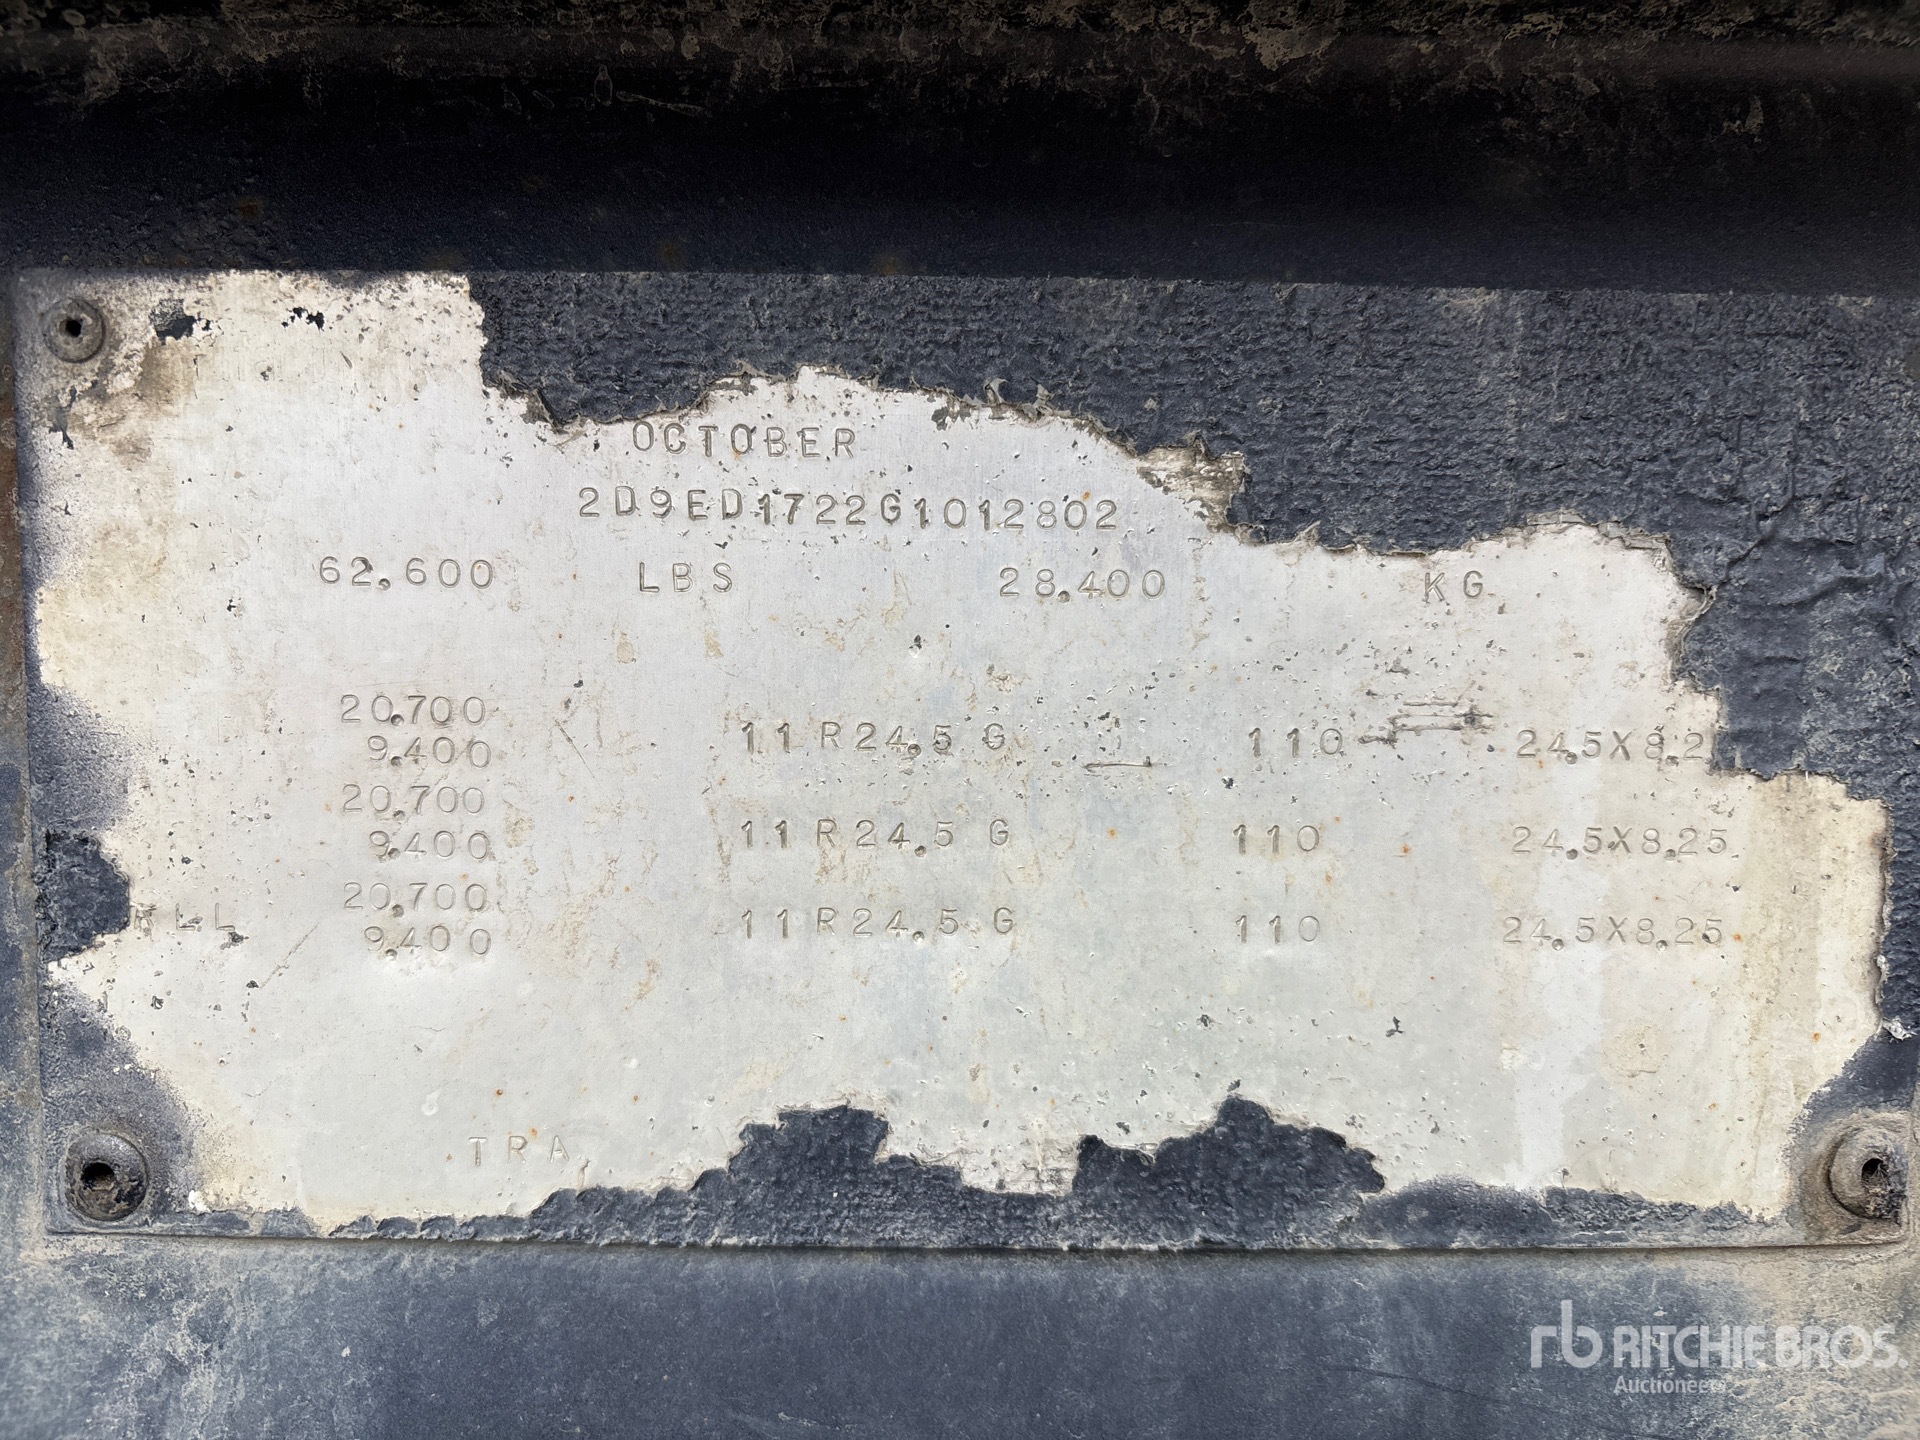 OCTOBER
2D9ED1722G1012802
62.600 LBS 28.400 KG
20.700
9.400 11R24.5 G 110 24.5X8.2
20.700
9.400 11R24.5 G 110 24.5X8.25
20.700
ALL 9.400 11R24.5 G 110 24.5X8.25
TRA
rb RITCHIE BROS.
Auctioneers